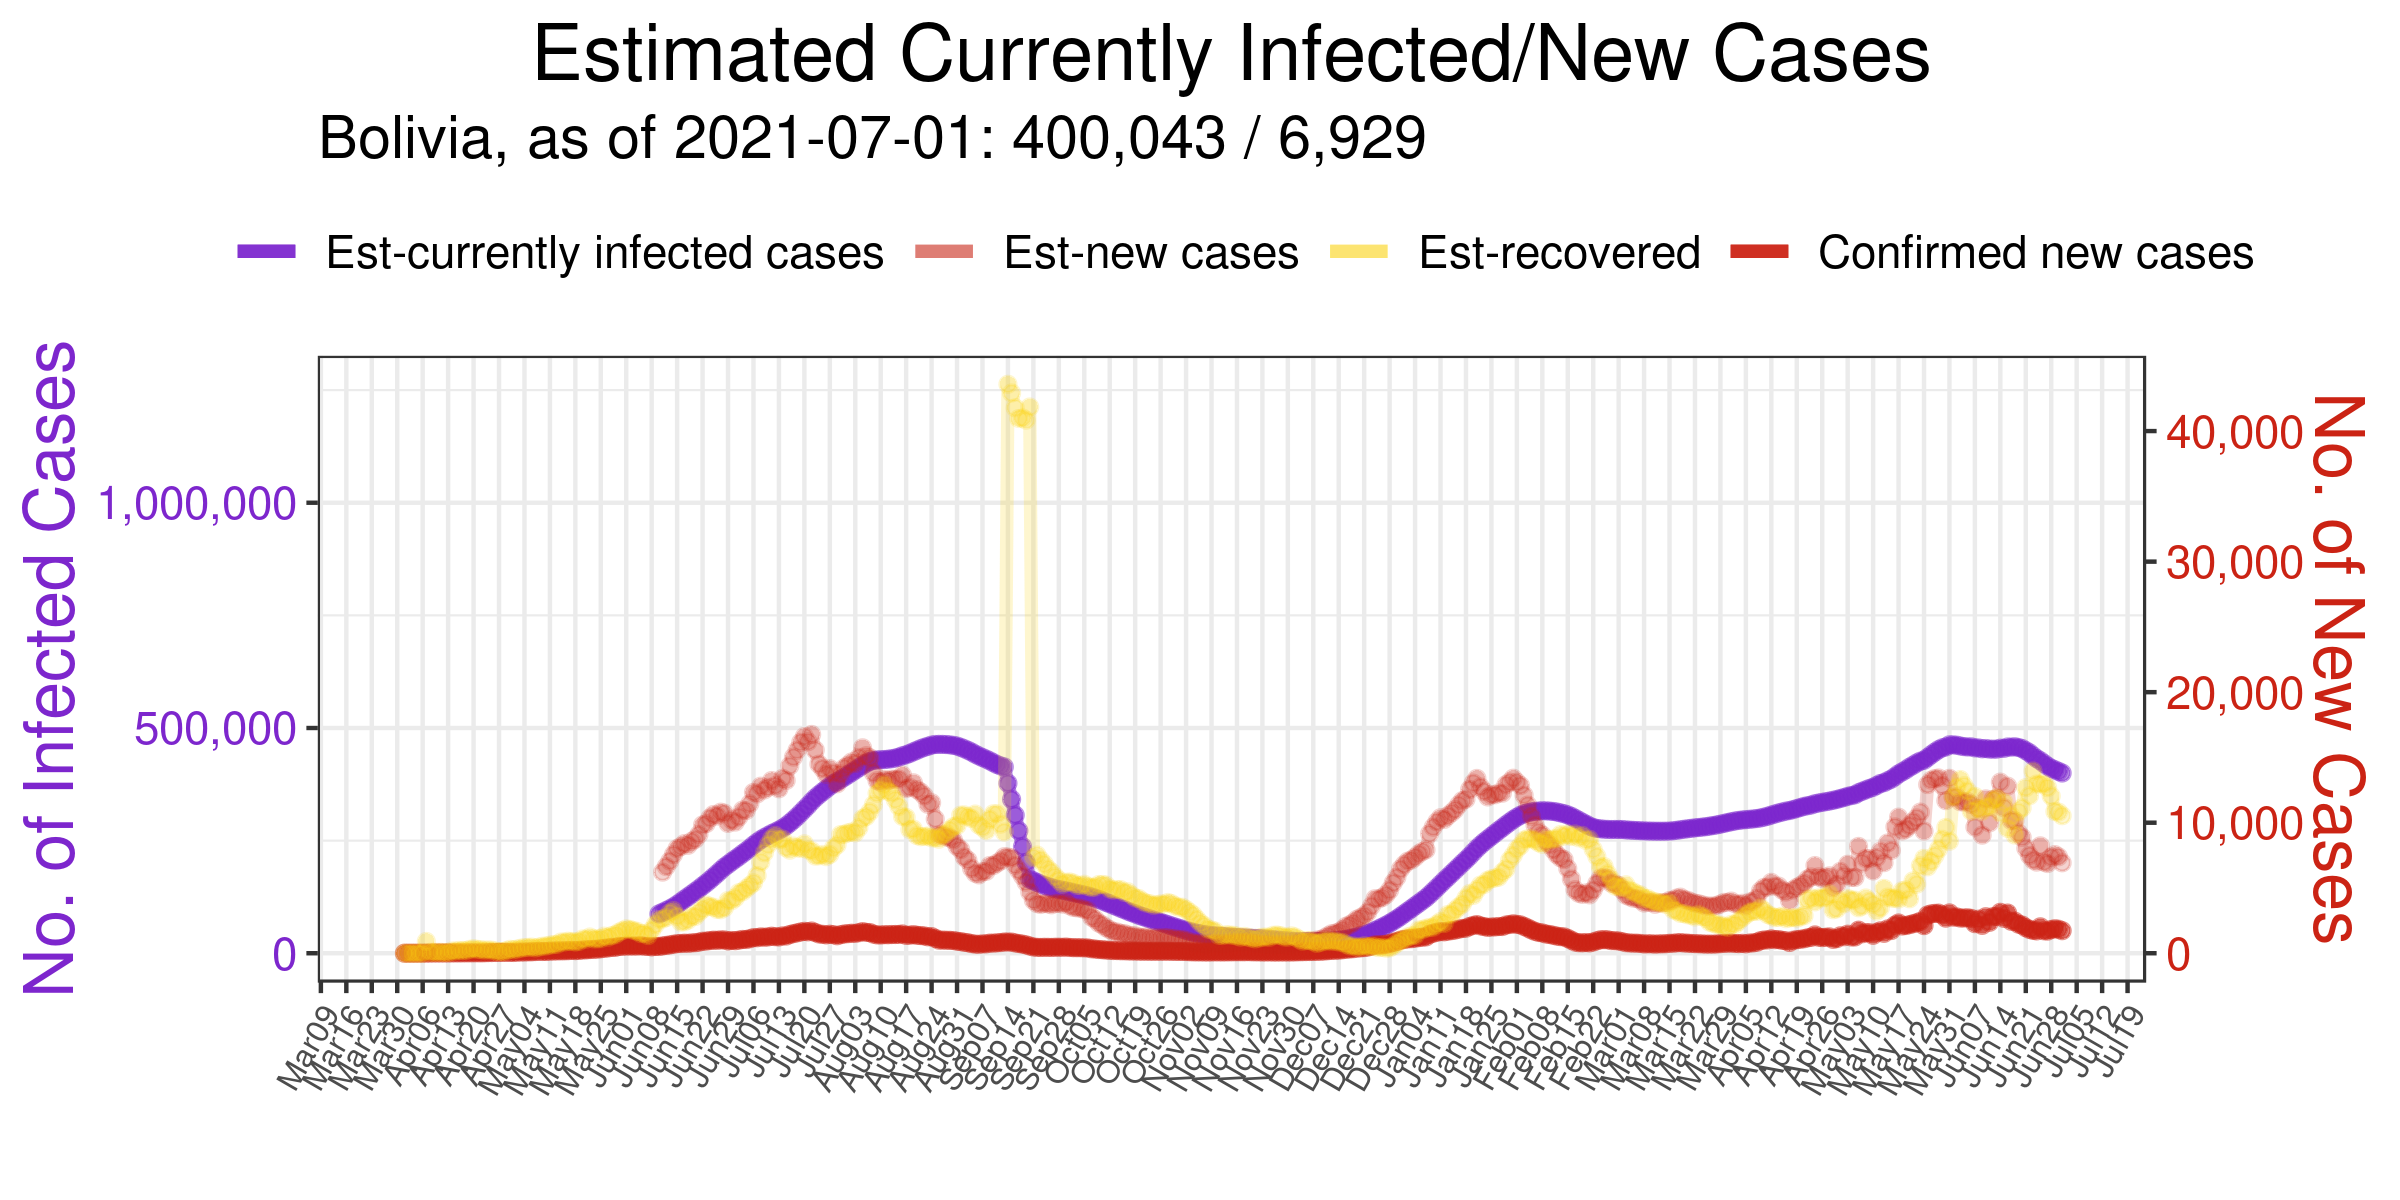 Estimated Currently Infected/New Cases
Bolivia, as of 2021-07-01: 400,043 / 6,929
Est-currently infected cases Est-new cases Est-recovered Confirmed new cases
No. of Infected Cases
1,000,000
500,000
0
40,000
30,000
20,000
10,000
0
No. of New Cases
Mar09 Mar16 Mar23 Mar30 Apr06 Apr13 Apr20 Apr27 May04 May11 May18 May25 Jun01 Jun08 Jun15 Jun22 Jun29 Jul06 Jul13 Jul20 Jul27 Aug03 Aug10 Aug17 Aug24 Aug31 Sep07 Sep14 Sep21 Sep28 Oct05 Oct12 Oct19 Oct26 Nov02 Nov09 Nov16 Nov23 Nov30 Dec07 Dec14 Dec21 Dec28 Jan04 Jan11 Jan18 Jan25 Feb01 Feb08 Feb15 Feb22 Mar01 Mar08 Mar15 Mar22 Mar29 Apr05 Apr12 Apr19 Apr26 May03 May10 May17 May24 May31 Jun07 Jun14 Jun21 Jun28 Jul05 Jul12 Jul19